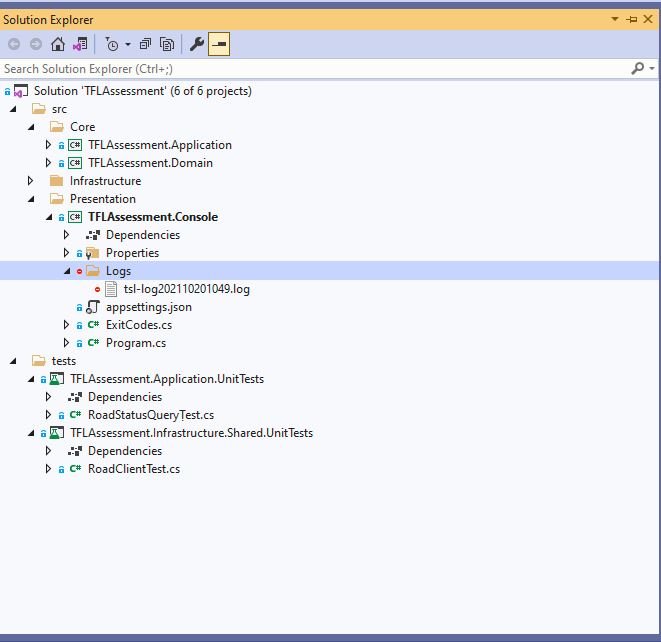 Solution Explorer
Search Solution Explorer (Ctrl+;)
Solution 'TFLAssessment' (6 of 6 projects)
src
Core
C# TFLAssessment.Application
C# TFLAssessment.Domain
Infrastructure
Presentation
C# TFLAssessment.Console
Dependencies
Properties
Logs
tsl-log202110201049.log
appsettings.json
C# ExitCodes.cs
C# Program.cs
tests
TFLAssessment.Application.UnitTests
Dependencies
C# RoadStatusQueryTest.cs
TFLAssessment.Infrastructure.Shared.UnitTests
Dependencies
C# RoadClientTest.cs